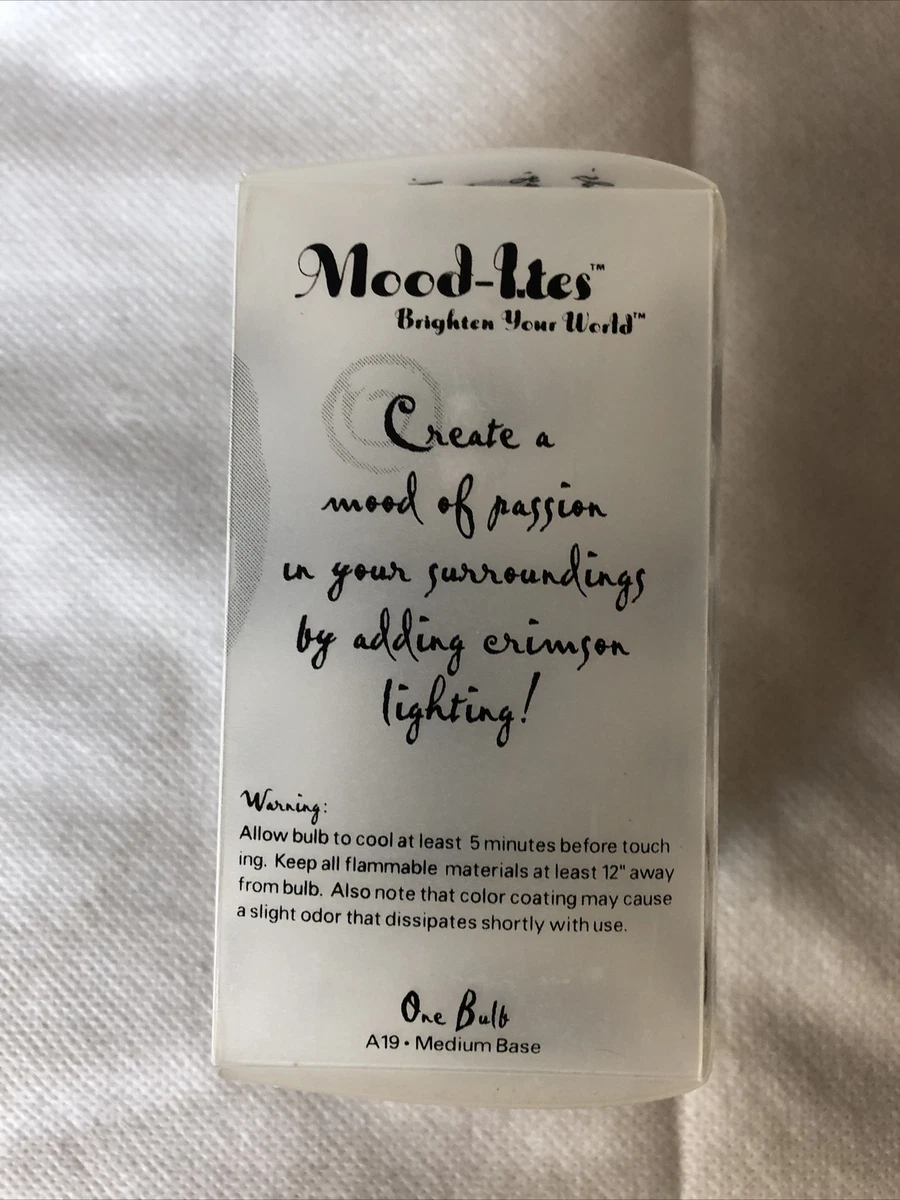 Mood-Lites™
Brighten Your World™
Create a
mood of passion
in your surroundings
by adding crimson
lighting!
Warning:
Allow bulb to cool at least 5 minutes before touch
ing. Keep all flammable materials at least 12" away
from bulb. Also note that color coating may cause
a slight odor that dissipates shortly with use.
One Bulb
A19 • Medium Base